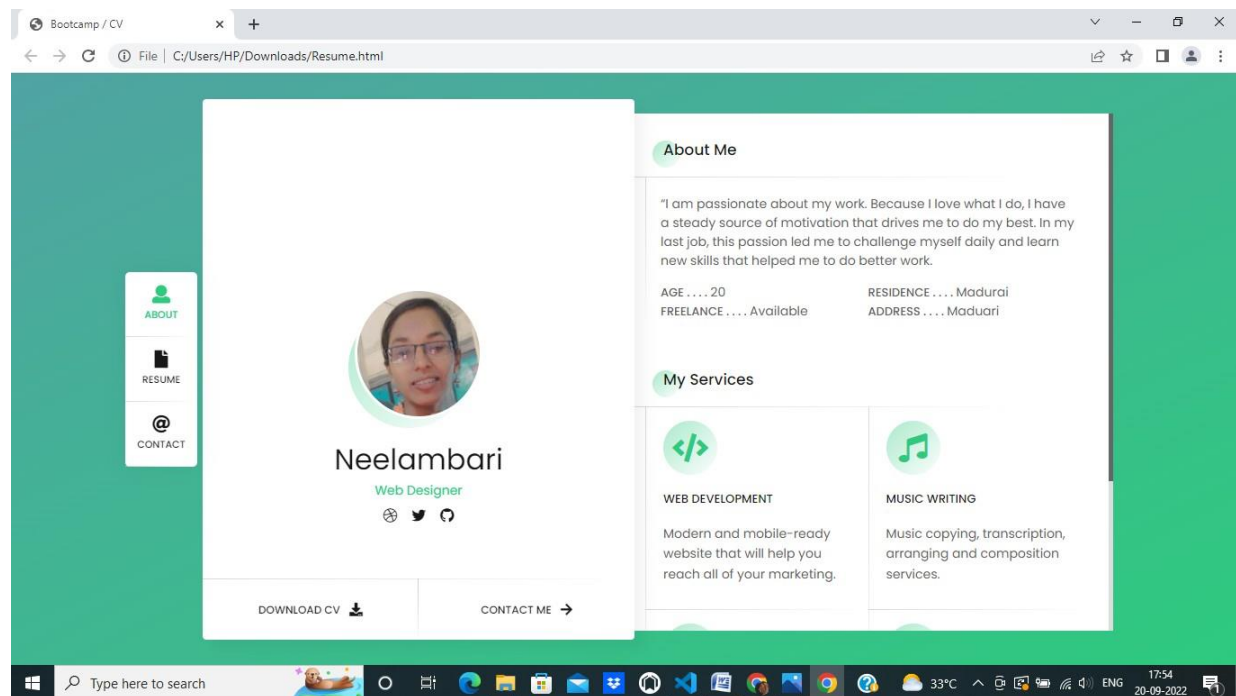 Bootcamp / CV
File | C:/Users/HP/Downloads/Resume.html
ABOUT
RESUME
@
CONTACT
Neelambari
Web Designer
DOWNLOAD CV
CONTACT ME
About Me
“I am passionate about my work. Because I love what I do, I have
a steady source of motivation that drives me to do my best. In my
last job, this passion led me to challenge myself daily and learn
new skills that helped me to do better work.
AGE . . . . 20
RESIDENCE . . . . Madurai
FREELANCE . . . . Available
ADDRESS . . . . Maduari
My Services
WEB DEVELOPMENT
Modern and mobile-ready
website that will help you
reach all of your marketing.
MUSIC WRITING
Music copying, transcription,
arranging and composition
services.
Type here to search
33°C
ENG
17:54
20-09-2022